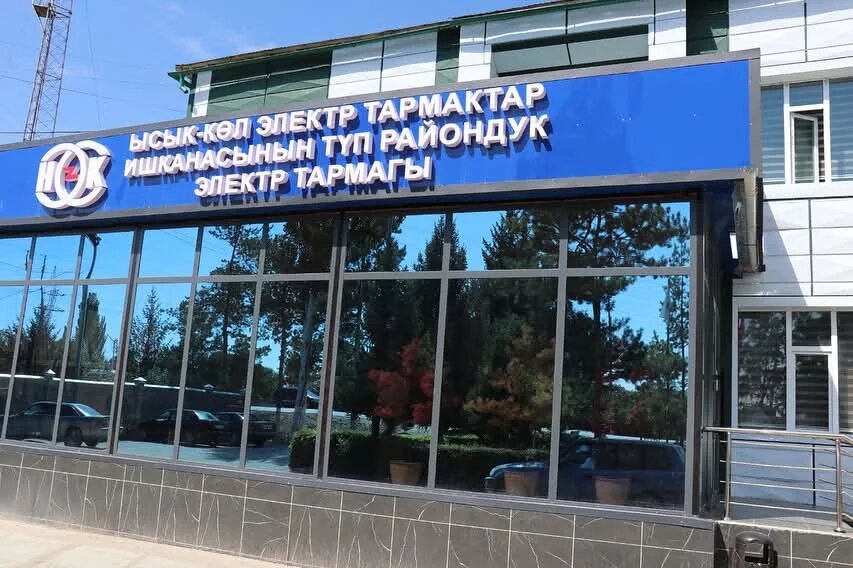 ЫСЫК-КӨЛ ЭЛЕКТР ТАРМАКТАР
ИШКАНАСЫНЫН ТҮП РАЙОНДУК
ЭЛЕКТР ТАРМАГЫ